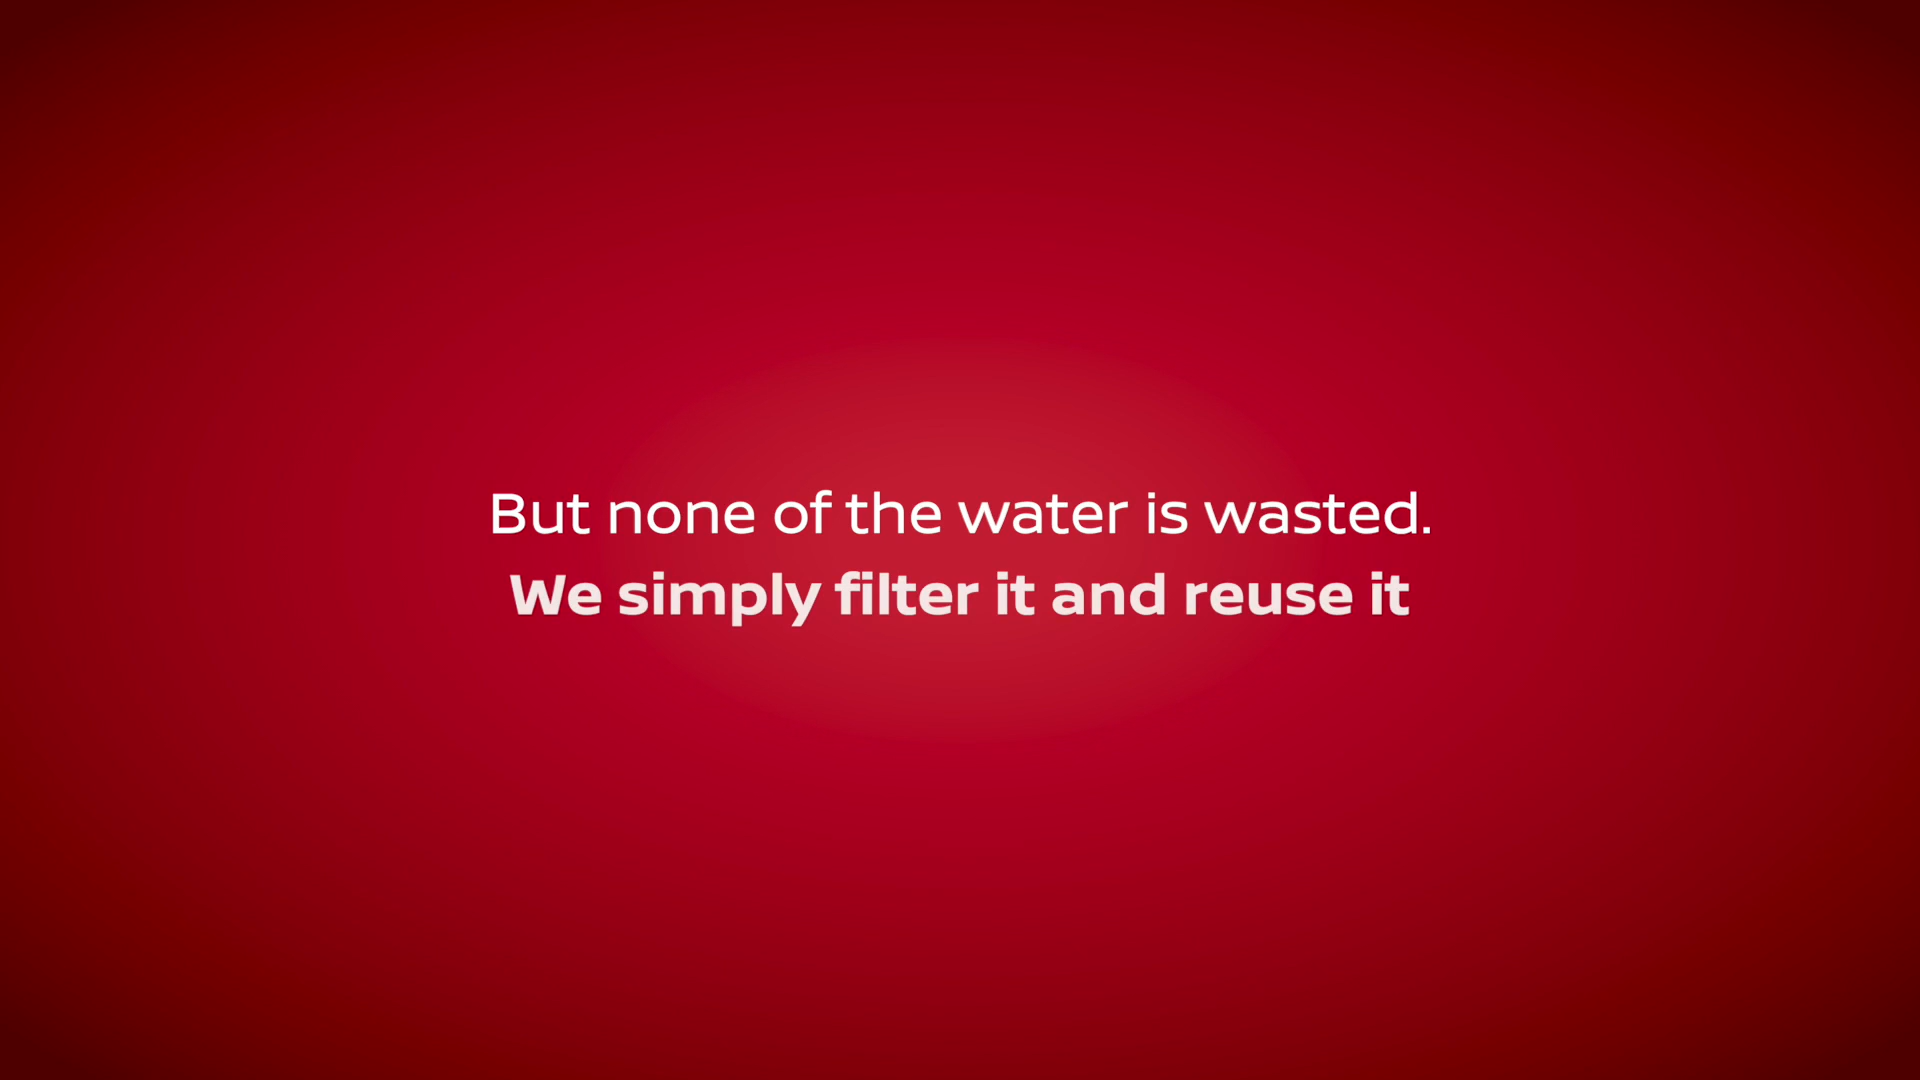 But none of the water is wasted.
We simply filter it and reuse it